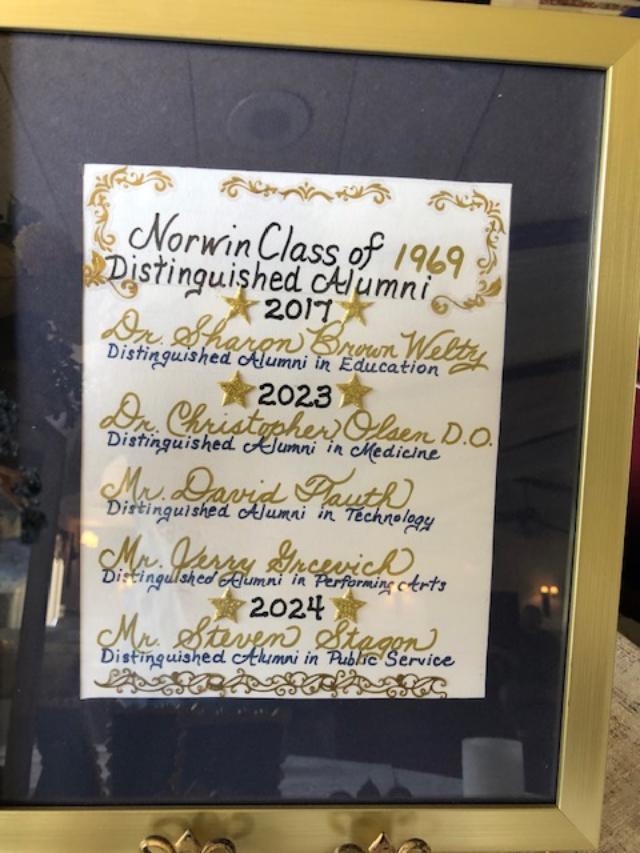 Norwin Class of 1969
Distinguished Alumni
2017
Dr. Sharon Brown Welty
Distinguished Alumni in Education
2023
Dr. Christopher Olsen D.O.
Distinguished Alumni in Medicine
Mr. David Flauth
Distinguished Alumni in Technology
Mr. Jerry Grcevich
Distinguished Alumni in Performing Arts
2024
Mr. Steven Stagon
Distinguished Alumni in Public Service